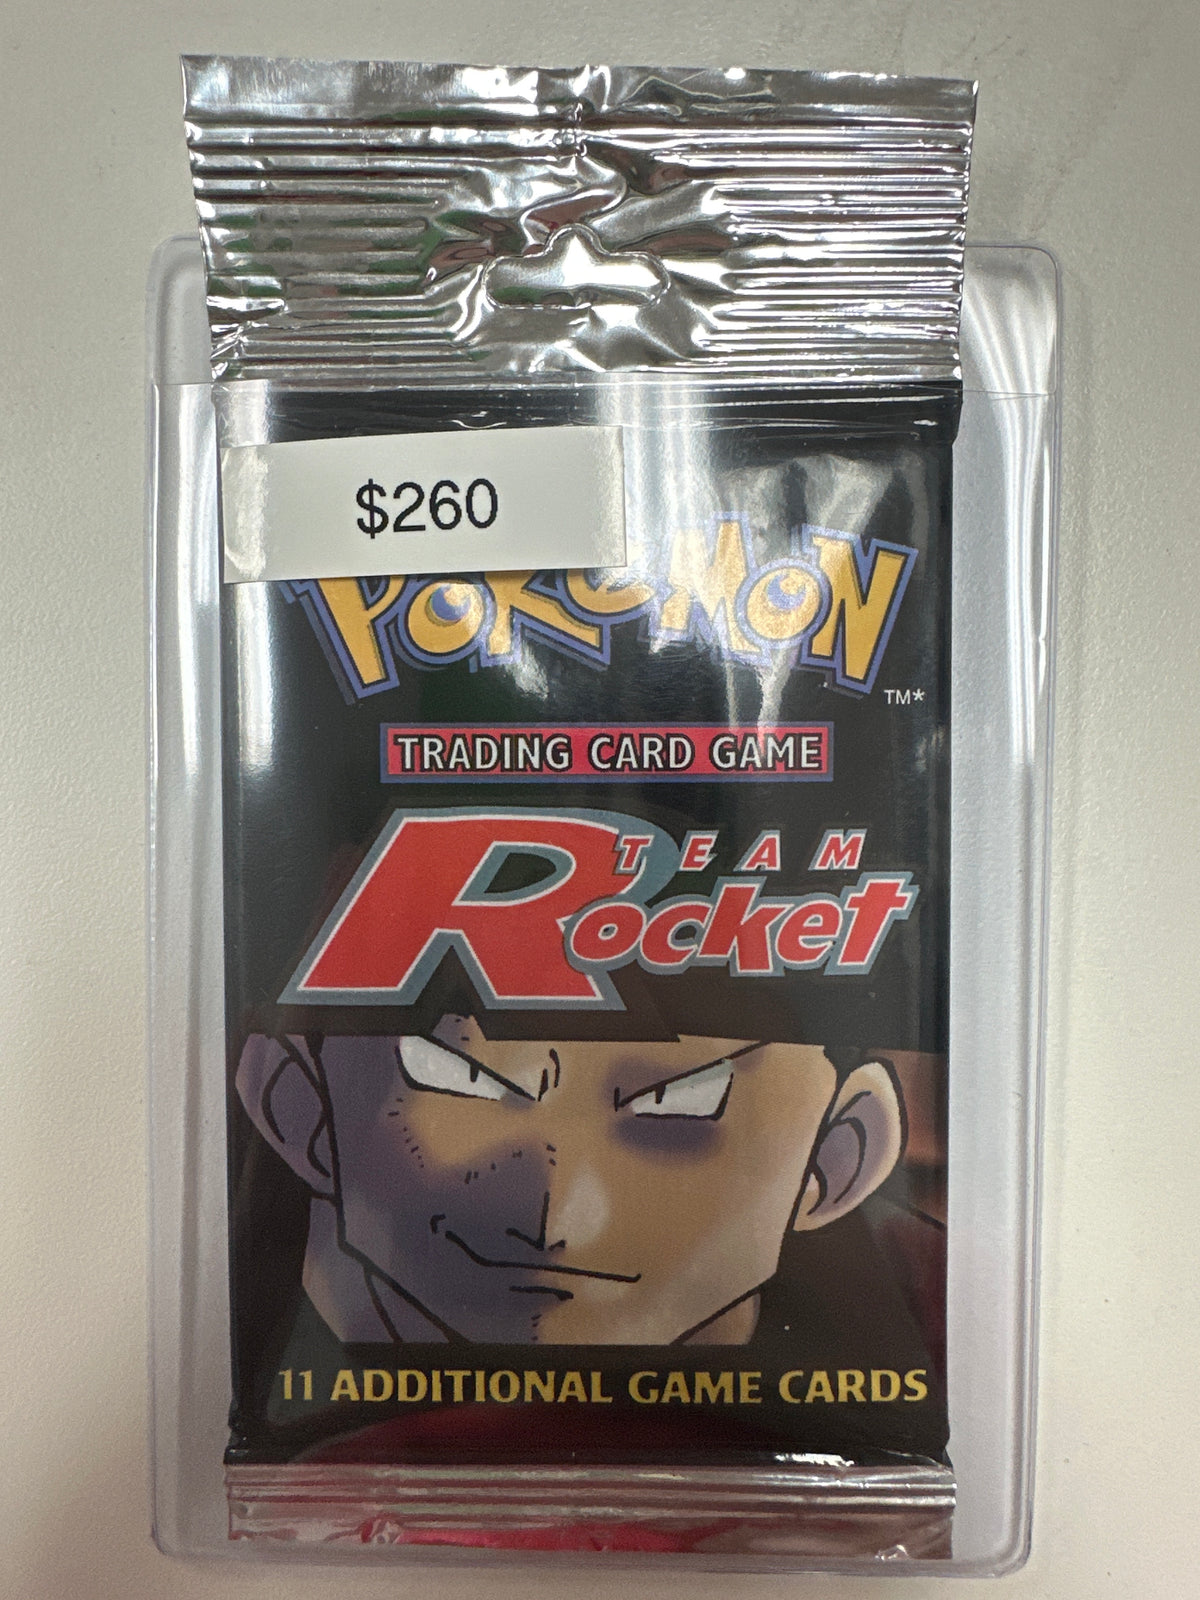 $260
POKéMON
TM*
TRADING CARD GAME
TEAM
Rocket
11 ADDITIONAL GAME CARDS